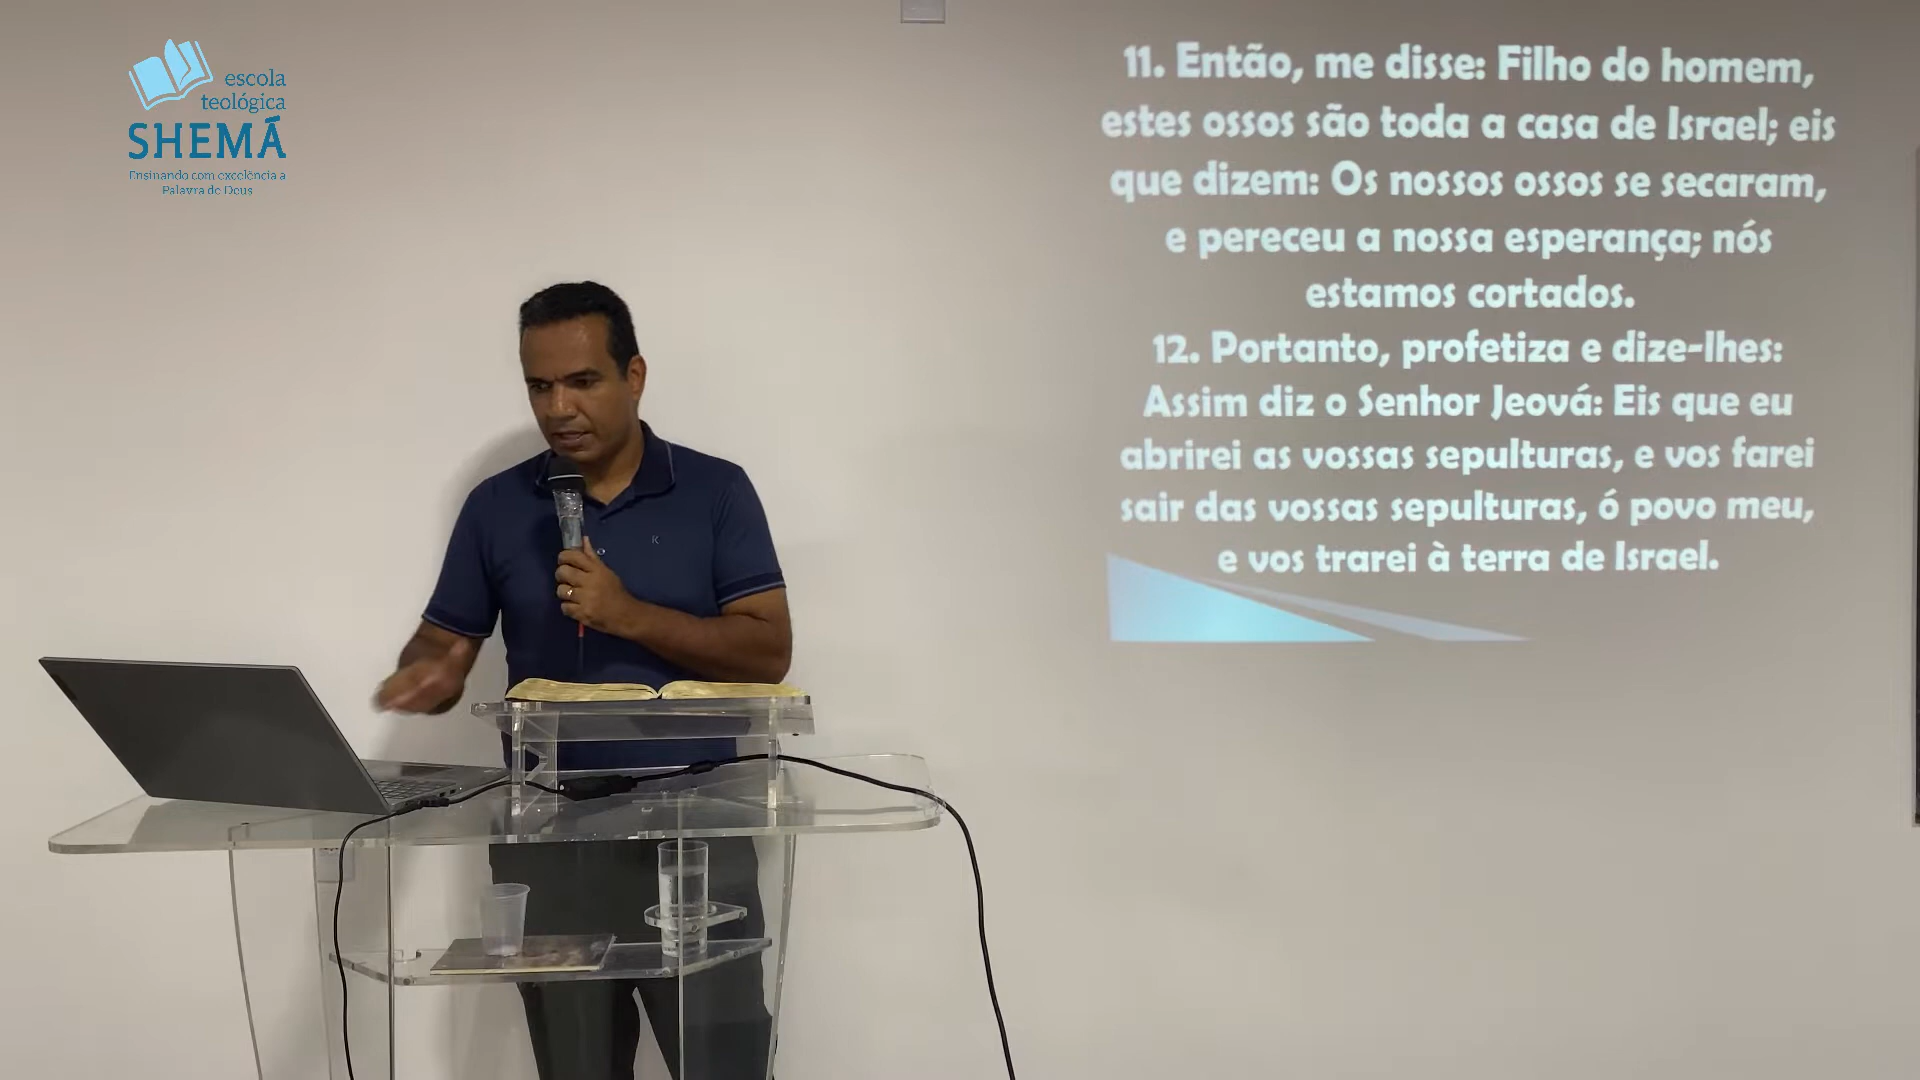 escola
teológica
SHEMÁ
Ensinando com excelência a
Palavra de Deus
11. Então, me disse: Filho do homem,
estes ossos são toda a casa de Israel; eis
que dizem: Os nossos ossos se secaram,
e pereceu a nossa esperança; nós
estamos cortados.
12. Portanto, profetiza e dize-lhes:
Assim diz o Senhor Jeová: Eis que eu
abrirei as vossas sepulturas, e vos farei
sair das vossas sepulturas, ó povo meu,
e vos trarei à terra de Israel.
K